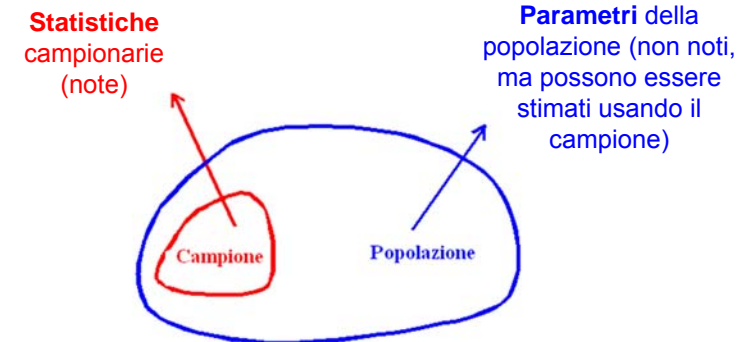 Statistiche
campionarie
(note)
Parametri della
popolazione (non noti,
ma possono essere
stimati usando il
campione)
Campione
Popolazione